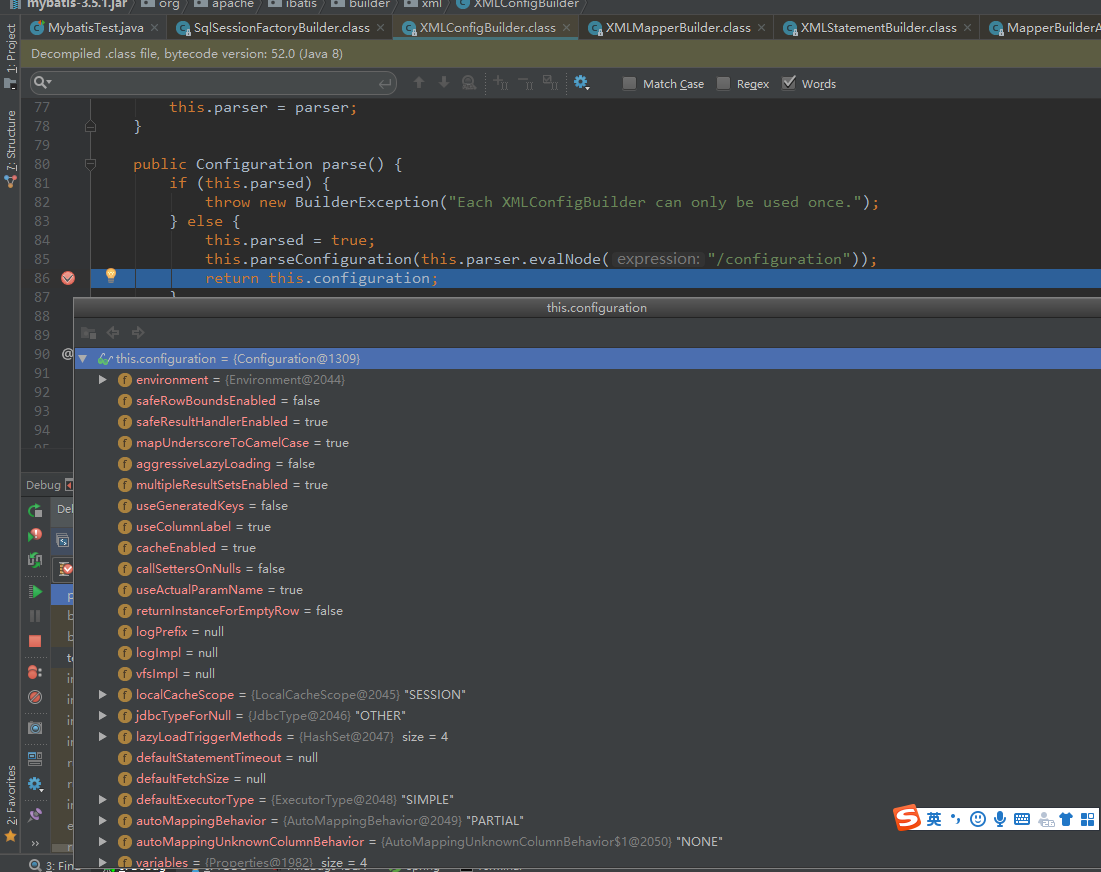 mybatis-3.5.1.jar org apache ibatis builder xml XMLConfigBuilder
MybatisTest.java SqlSessionFactoryBuilder.class XMLConfigBuilder.class XMLMapperBuilder.class XMLStatementBuilder.class MapperBuilderA
Decompiled .class file, bytecode version: 52.0 (Java 8)
Match Case Regex Words
1: Project
7: Structure
77 this.parser = parser;
78 }
79
80 public Configuration parse() {
81 if (this.parsed) {
82 throw new BuilderException("Each XMLConfigBuilder can only be used once.");
83 } else {
84 this.parsed = true;
85 this.parseConfiguration(this.parser.evalNode( expression: "/configuration"));
86 return this.configuration;
87 }
88
89
90 @
91
92
93
94
95
this.configuration
this.configuration = {Configuration@1309}
f environment = {Environment@2044}
f safeRowBoundsEnabled = false
f safeResultHandlerEnabled = true
f mapUnderscoreToCamelCase = true
f aggressiveLazyLoading = false
f multipleResultSetsEnabled = true
f useGeneratedKeys = false
f useColumnLabel = true
f cacheEnabled = true
f callSettersOnNulls = false
f useActualParamName = true
f returnInstanceForEmptyRow = false
f logPrefix = null
f logImpl = null
f vfsImpl = null
f localCacheScope = {LocalCacheScope@2045} "SESSION"
f jdbcTypeForNull = {JdbcType@2046} "OTHER"
f lazyLoadTriggerMethods = {HashSet@2047} size = 4
f defaultStatementTimeout = null
f defaultFetchSize = null
f defaultExecutorType = {ExecutorType@2048} "SIMPLE"
f autoMappingBehavior = {AutoMappingBehavior@2049} "PARTIAL"
f autoMappingUnknownColumnBehavior = {AutoMappingUnknownColumnBehavior$1@2050} "NONE"
f variables = {Properties@1982} size = 4
Debug
De
2: Favorites
3: Find
S 英